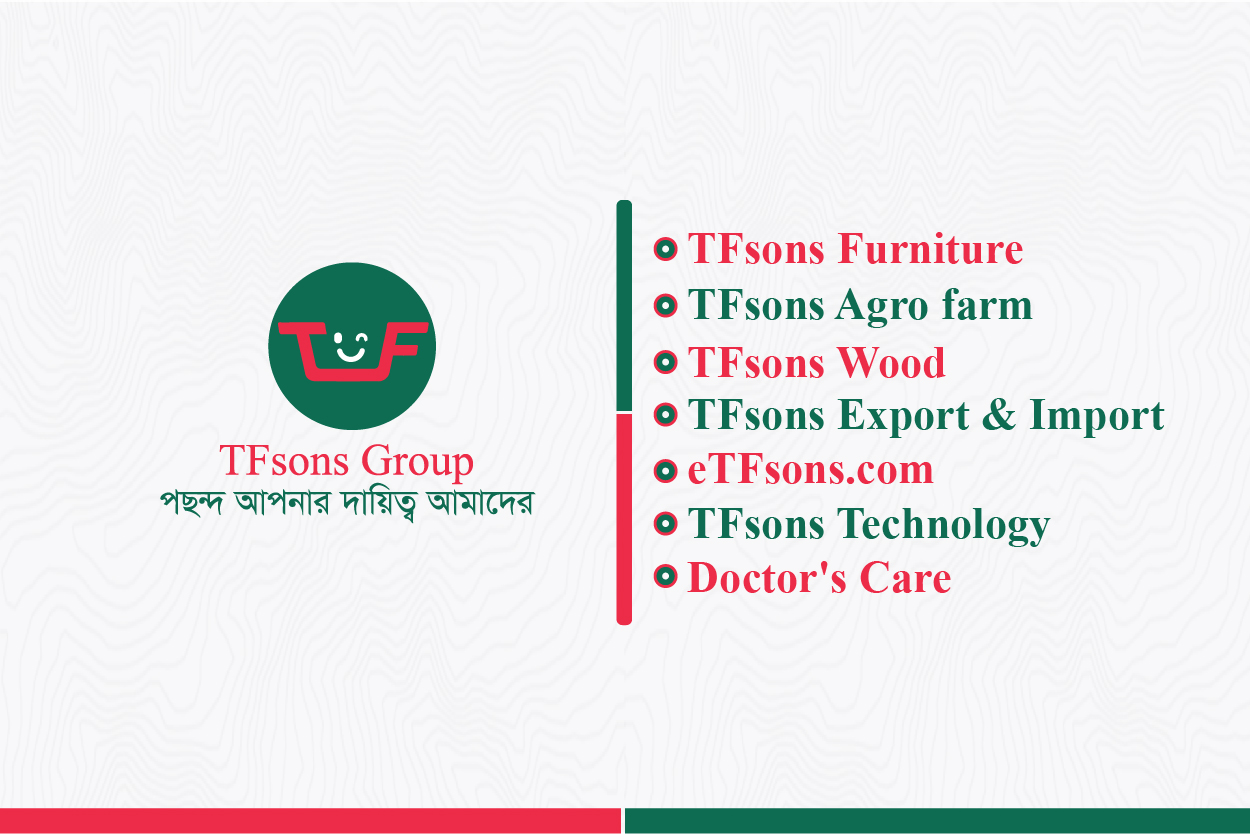 TF
TFsons Group
পছন্দ আপনার দায়িত্ব আমাদের
TFsons Furniture
TFsons Agro farm
TFsons Wood
TFsons Export & Import
eTFsons.com
TFsons Technology
Doctor's Care